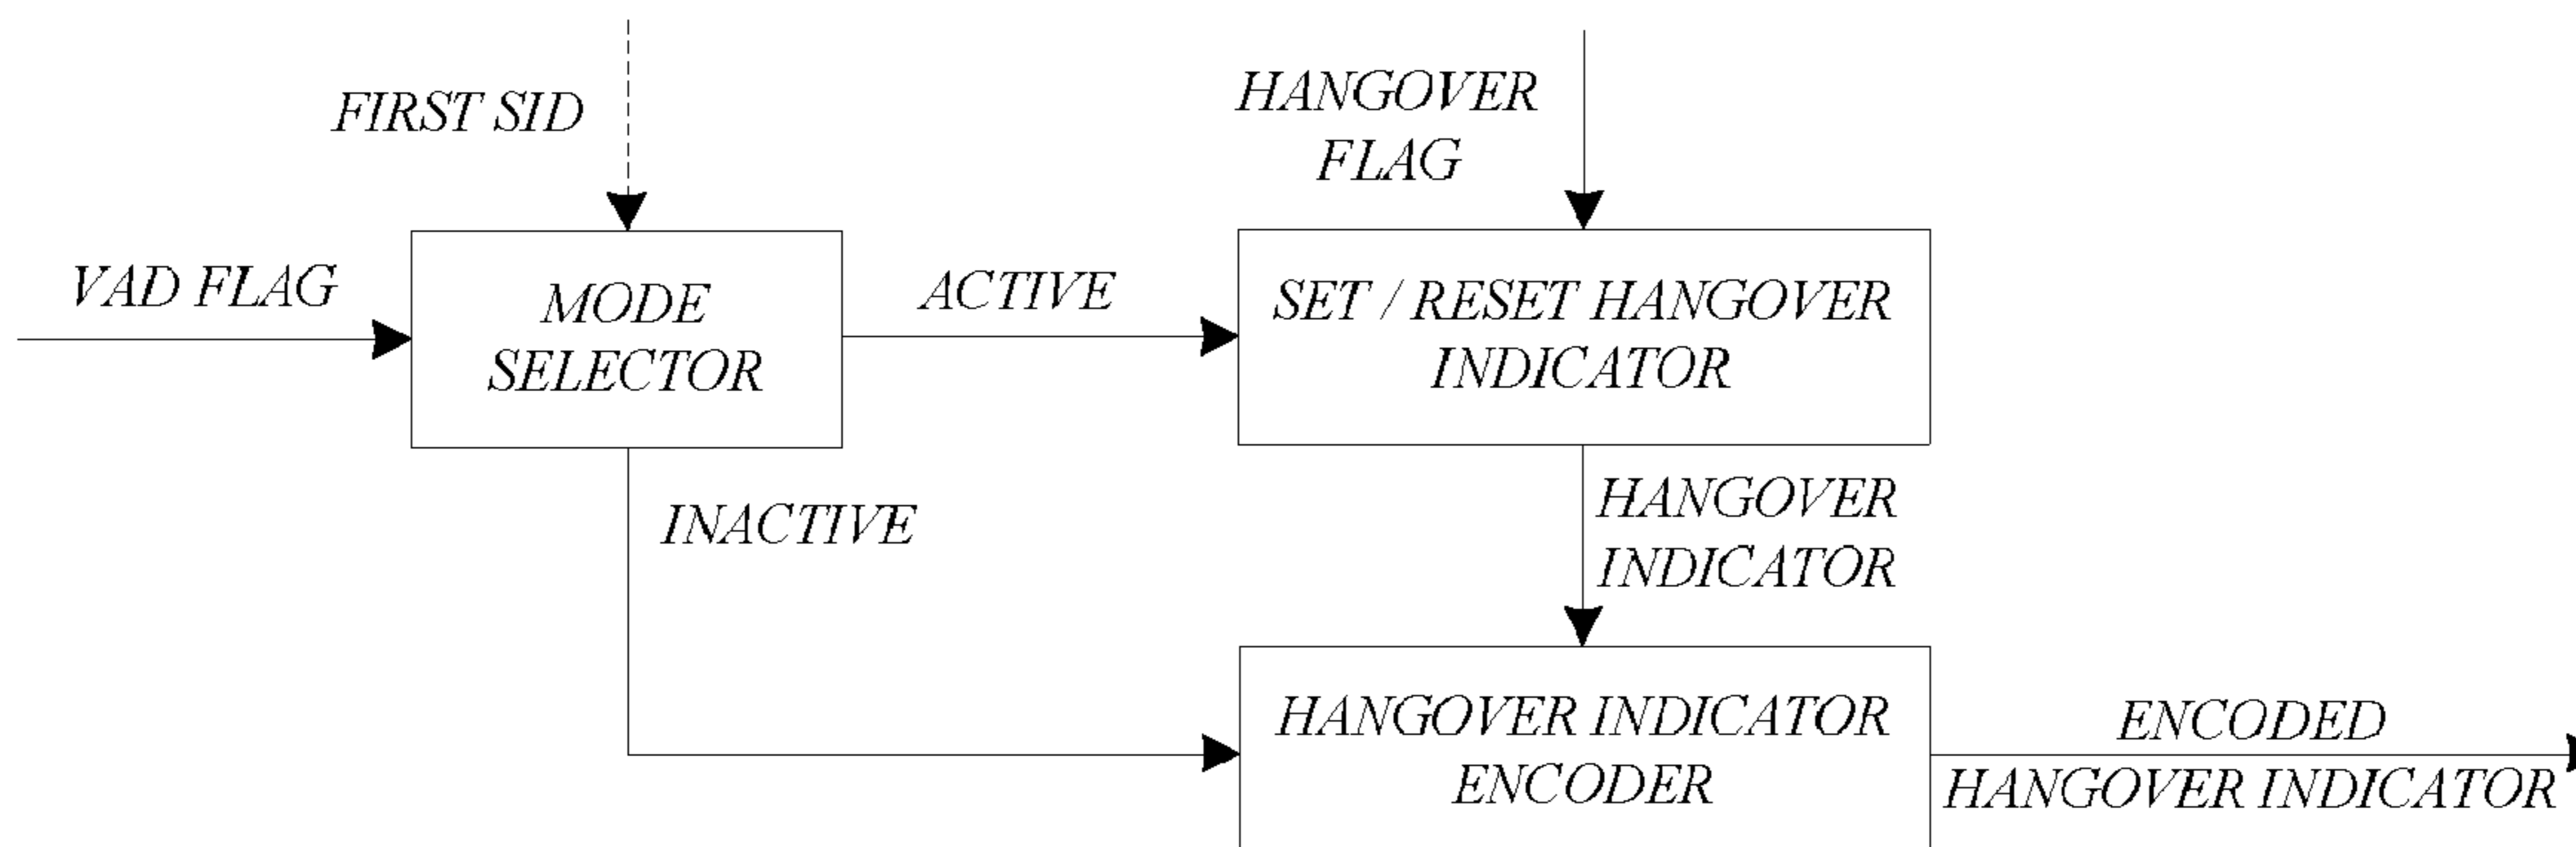 FIRST SID
HANGOVER
FLAG
VAD FLAG
MODE
SELECTOR
ACTIVE
SET / RESET HANGOVER
INDICATOR
INACTIVE
HANGOVER
INDICATOR
HANGOVER INDICATOR
ENCODER
ENCODED
HANGOVER INDICATOR